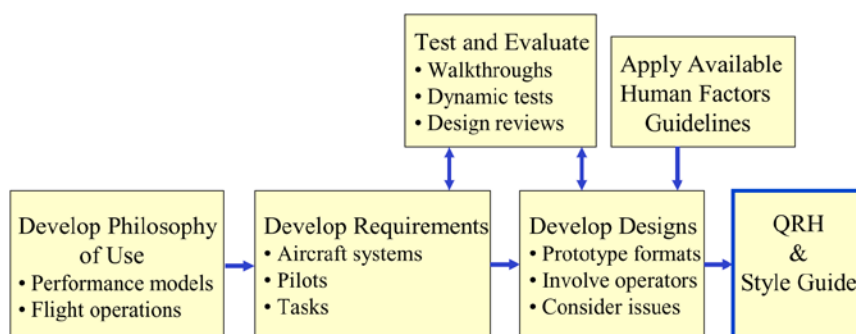 Test and Evaluate
• Walkthroughs
• Dynamic tests
• Design reviews
Apply Available
Human Factors
Guidelines
Develop Philosophy
of Use
• Performance models
• Flight operations
Develop Requirements
• Aircraft systems
• Pilots
• Tasks
Develop Designs
• Prototype formats
• Involve operators
• Consider issues
QRH
&
Style Guide